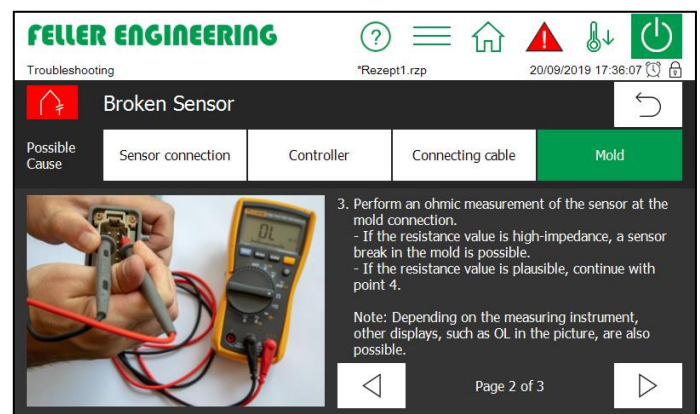 FELLER ENGINEERING
?
Troubleshooting *Rezept1.rzp 20/09/2019 17:36:07
Broken Sensor
Possible
Cause
Sensor connection Controller Connecting cable Mold
OL
3. Perform an ohmic measurement of the sensor at the
mold connection.
- If the resistance value is high-impedance, a sensor
break in the mold is possible.
- If the resistance value is plausible, continue with
point 4.
Note: Depending on the measuring instrument,
other displays, such as OL in the picture, are also
possible.
Page 2 of 3